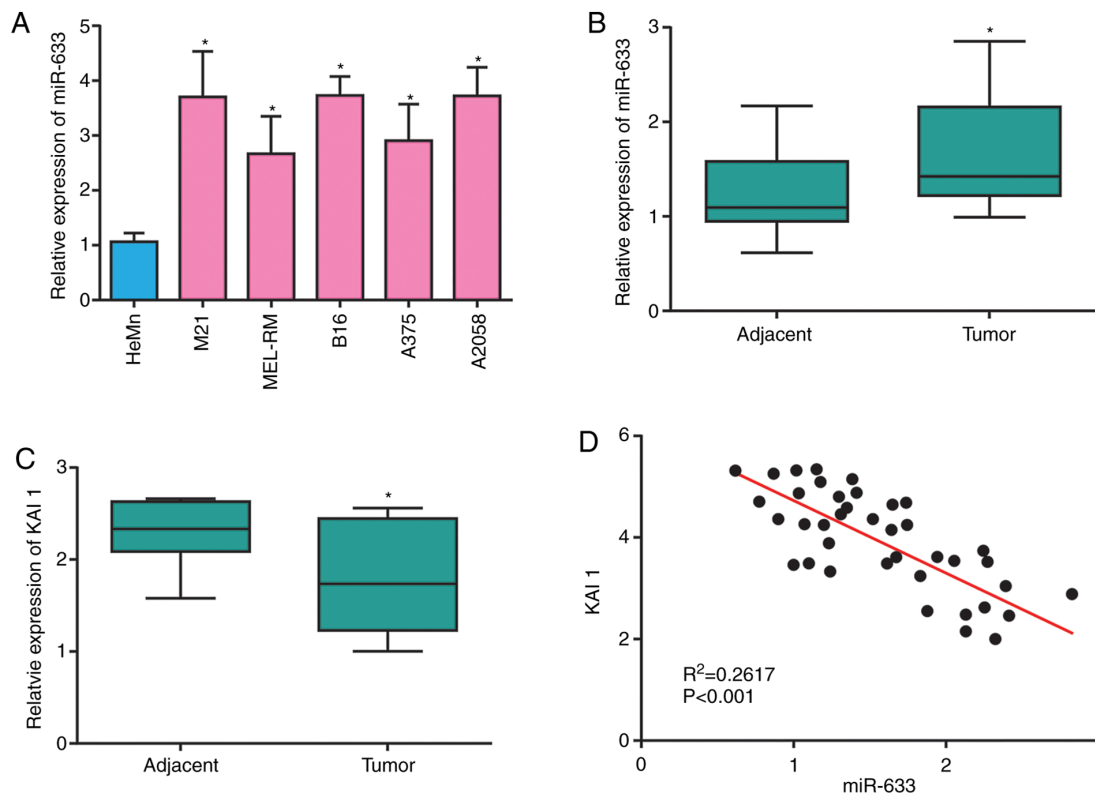 A
Relative expression of miR-633
5
4
3
2
1
0
*
*
*
*
*
HeMn
M21
MEL-RM
B16
A375
A2058
B
Relative expression of miR-633
3
2
1
0
*
Adjacent
Tumor
C
Relatvie expression of KAI 1
3
2
1
0
*
Adjacent
Tumor
D
KAI 1
6
4
2
0
R²=0.2617
P<0.001
0
1
2
miR-633